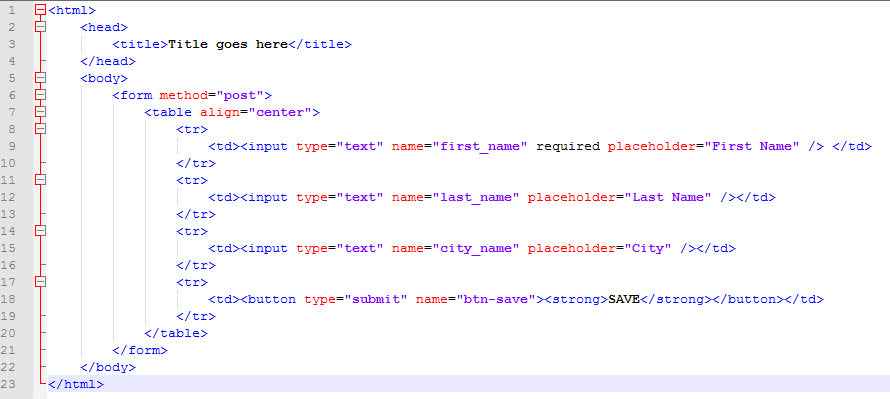 1 <html>
2 <head>
3 <title>Title goes here</title>
4 </head>
5 <body>
6 <form method="post">
7 <table align="center">
8 <tr>
9 <td><input type="text" name="first_name" required placeholder="First Name" /> </td>
10 </tr>
11 <tr>
12 <td><input type="text" name="last_name" placeholder="Last Name" /></td>
13 </tr>
14 <tr>
15 <td><input type="text" name="city_name" placeholder="City" /></td>
16 </tr>
17 <tr>
18 <td><button type="submit" name="btn-save"><strong>SAVE</strong></button></td>
19 </tr>
20 </table>
21 </form>
22 </body>
23 </html>